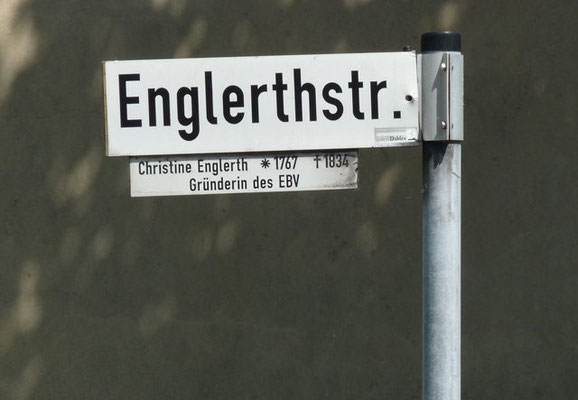 Englerthstr.
Christine Englerth * 1767 † 1834
Gründerin des EBV